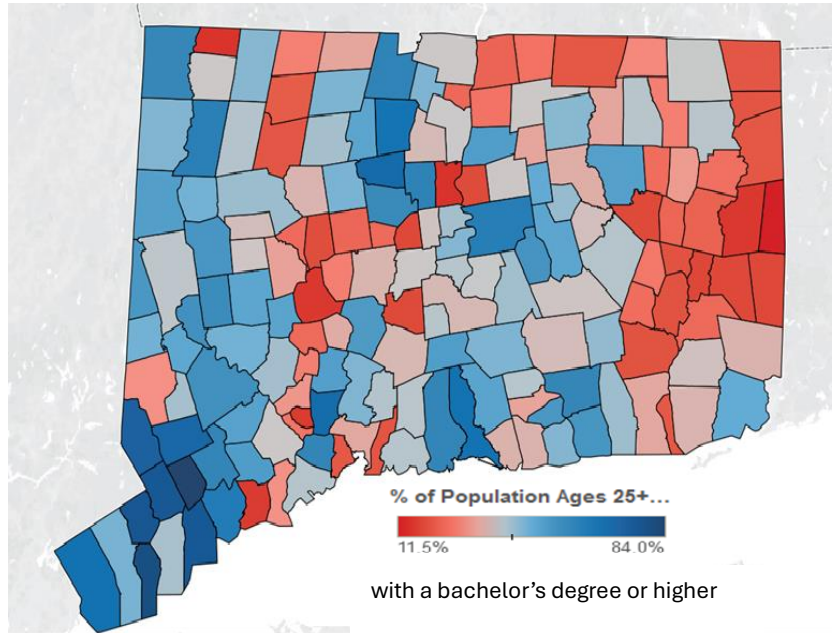 % of Population Ages 25+...
11.5% 84.0%
with a bachelor's degree or higher